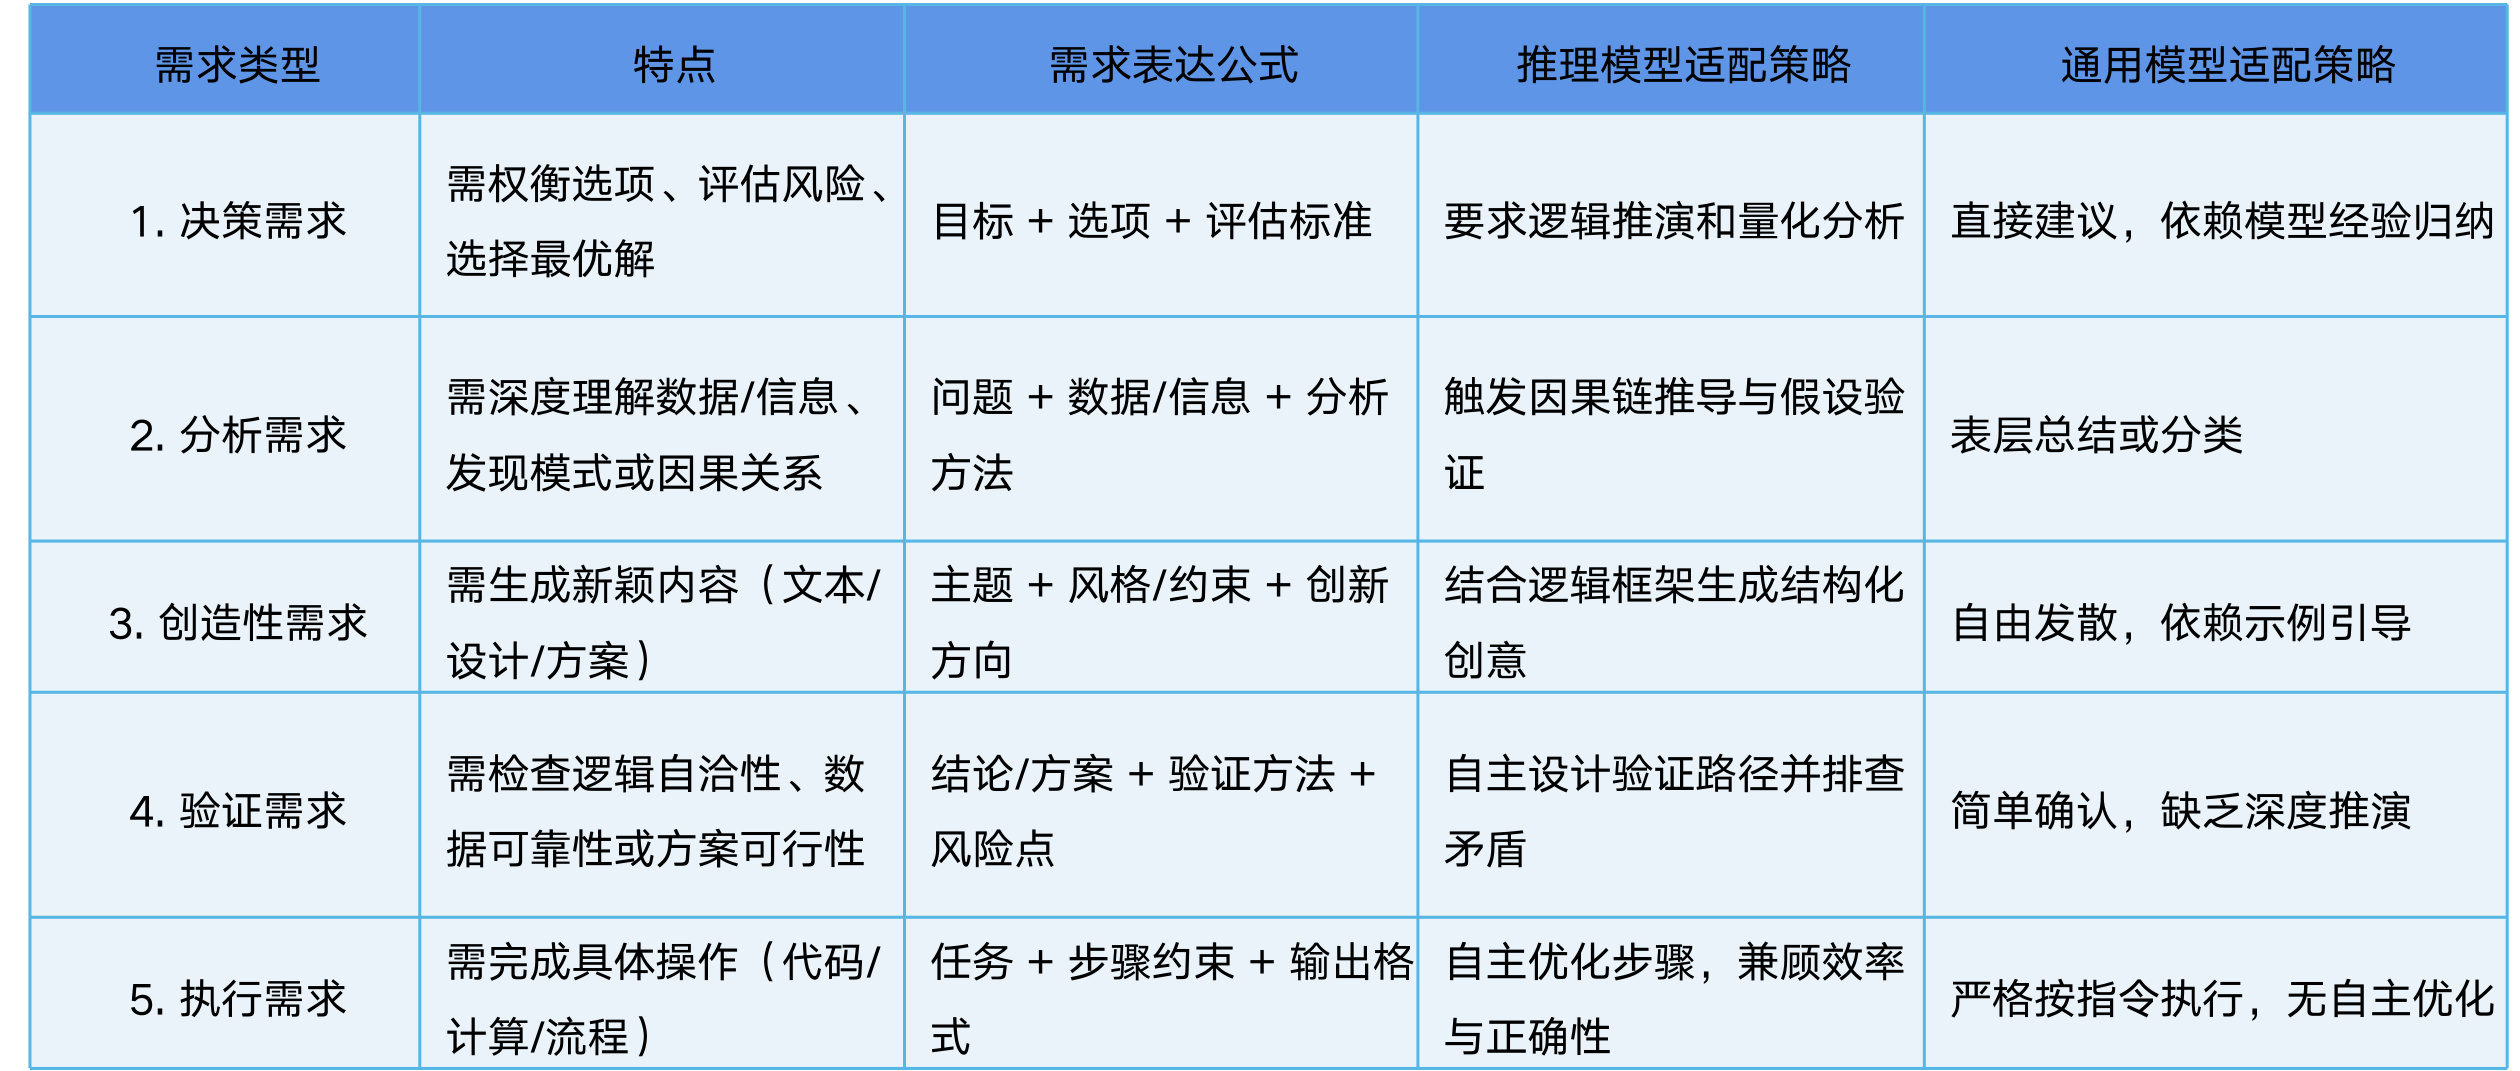 需求类型 特点 需求表达公式 推理模型适配策略 通用模型适配策略
1. 决策需求
需权衡选项、评估风险、
选择最优解
目标 + 选项 + 评估标准
要求逻辑推演和量化分析
直接建议，依赖模型经验归纳
2. 分析需求
需深度理解数据/信息、
发现模式或因果关系
问题 + 数据/信息 + 分析
方法
触发因果链推导与假设验
证
表层总结或分类
3. 创造性需求
需生成新颖内容（文本/
设计/方案）
主题 + 风格/约束 + 创新
方向
结合逻辑框架生成结构化
创意
自由发散，依赖示例引导
4. 验证需求
需检查逻辑自洽性、数
据可靠性或方案可行性
结论/方案 + 验证方法 +
风险点
自主设计验证路径并排查
矛盾
简单确认，缺乏深度推演
5. 执行需求
需完成具体操作（代码/
计算/流程）
任务 + 步骤约束 + 输出格
式
自主优化步骤，兼顾效率
与正确性
严格按指令执行，无自主优化